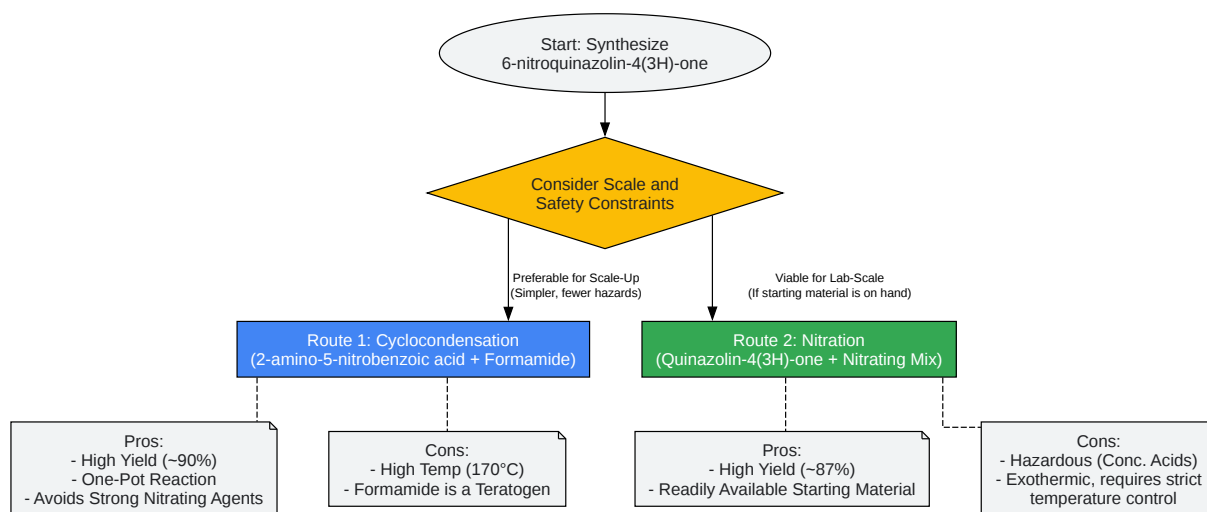 Start: Synthesize
6-nitroquinazolin-4(3H)-one
Consider Scale and
Safety Constraints
Preferable for Scale-Up
(Simpler, fewer hazards)
Viable for Lab-Scale
(If starting material is on hand)
Route 1: Cyclocondensation
(2-amino-5-nitrobenzoic acid + Formamide)
Route 2: Nitration
(Quinazolin-4(3H)-one + Nitrating Mix)
Pros:
- High Yield (~90%)
- One-Pot Reaction
- Avoids Strong Nitrating Agents
Cons:
- High Temp (170°C)
- Formamide is a Teratogen
Pros:
- High Yield (~87%)
- Readily Available Starting Material
Cons:
- Hazardous (Conc. Acids)
- Exothermic, requires strict
temperature control